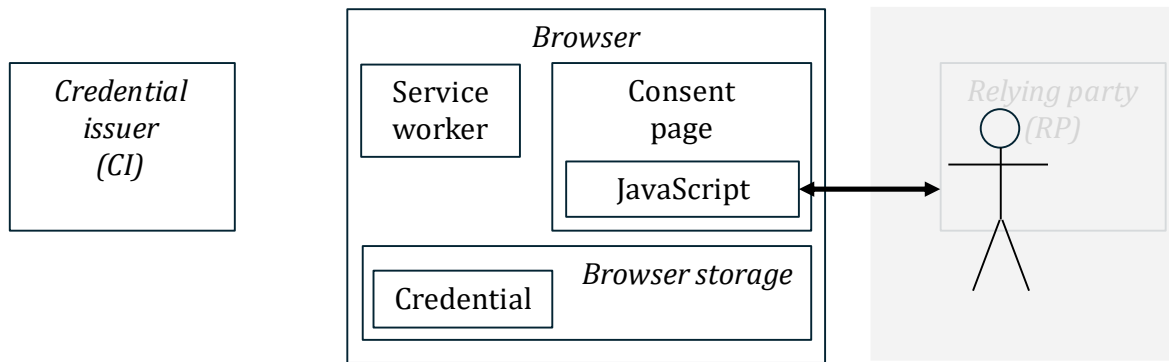 Browser
Credential
issuer
(CI)
Service
worker
Consent
page
JavaScript
Relying party
(RP)
Browser storage
Credential